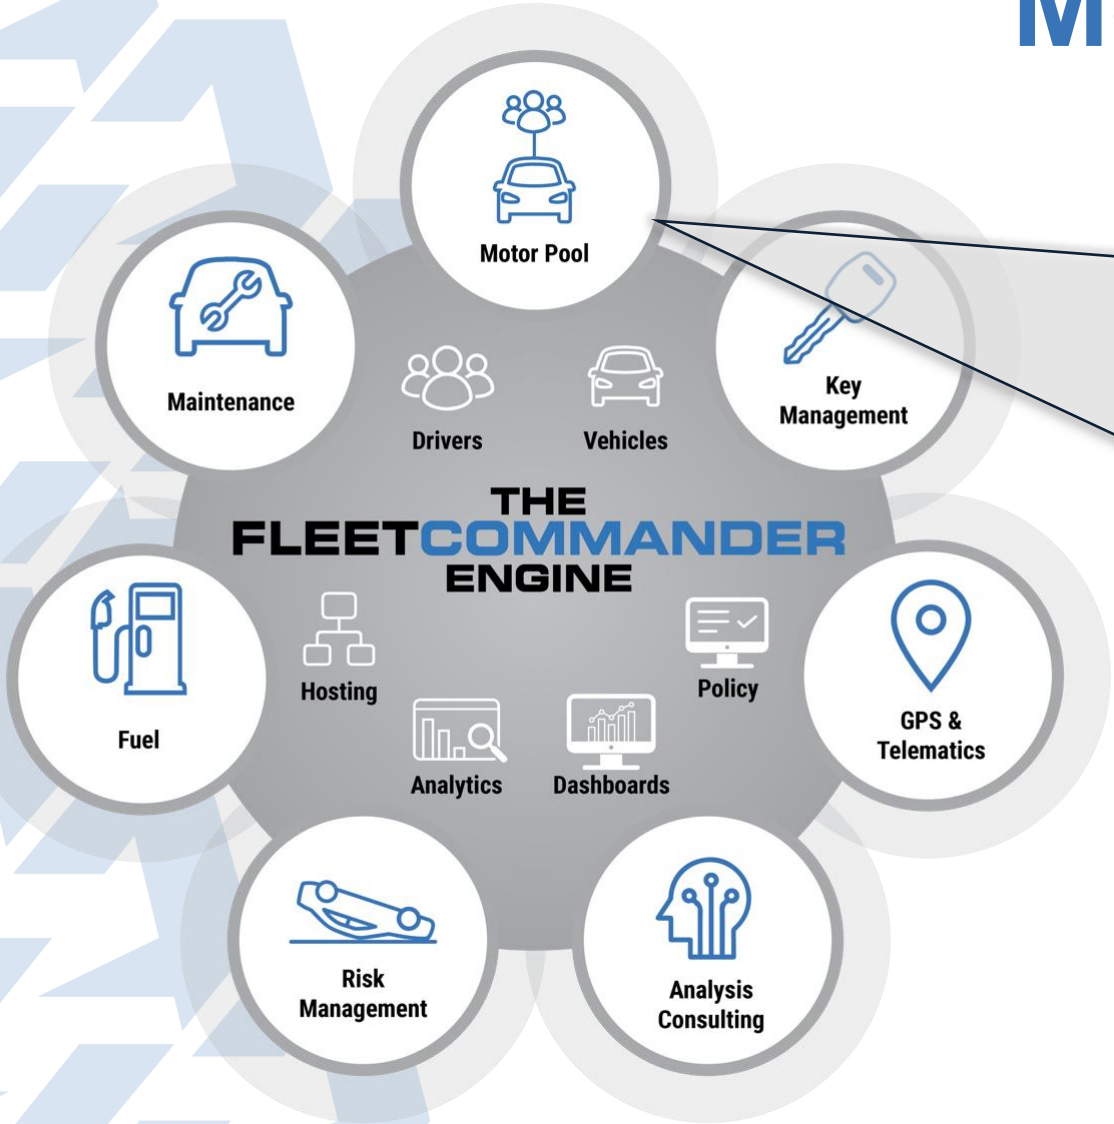 M
Motor Pool
Maintenance
Key
Management
Drivers
Vehicles
THE
FLEETCOMMANDER
ENGINE
Fuel
Hosting
Policy
GPS &
Telematics
Analytics
Dashboards
Risk
Management
Analysis
Consulting